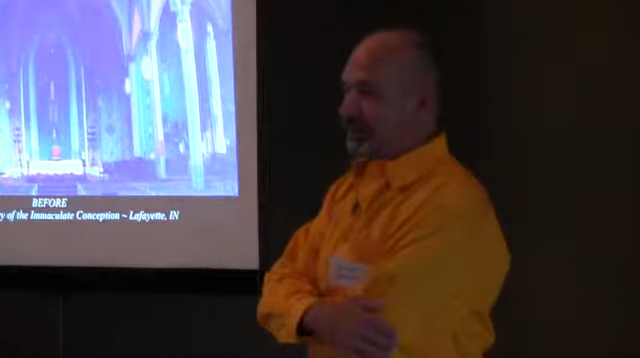 BEFORE
y of the Immaculate Conception ~ Lafayette, IN